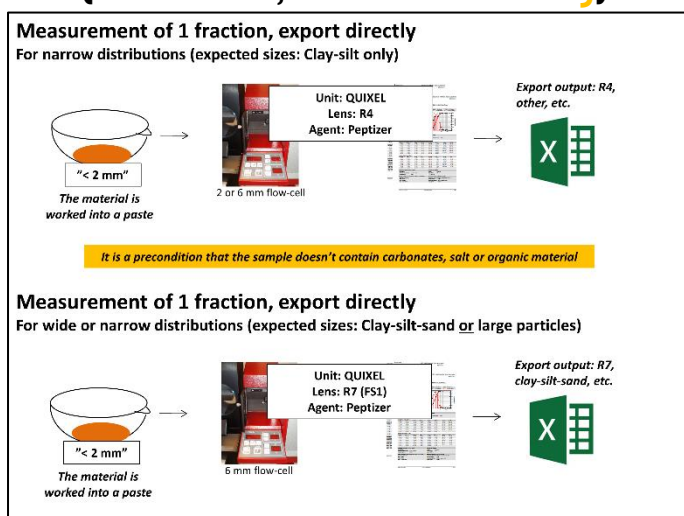 Measurement of 1 fraction, export directly
For narrow distributions (expected sizes: Clay-silt only)
"< 2 mm"
The material is
worked into a paste
Unit: QUIXEL
Lens: R4
Agent: Peptizer
2 or 6 mm flow-cell
Export output: R4,
other, etc.
X
It is a precondition that the sample doesn't contain carbonates, salt or organic material
Measurement of 1 fraction, export directly
For wide or narrow distributions (expected sizes: Clay-silt-sand or large particles)
"< 2 mm"
The material is
worked into a paste
Unit: QUIXEL
Lens: R7 (FS1)
Agent: Peptizer
6 mm flow-cell
Export output: R7,
clay-silt-sand, etc.
X